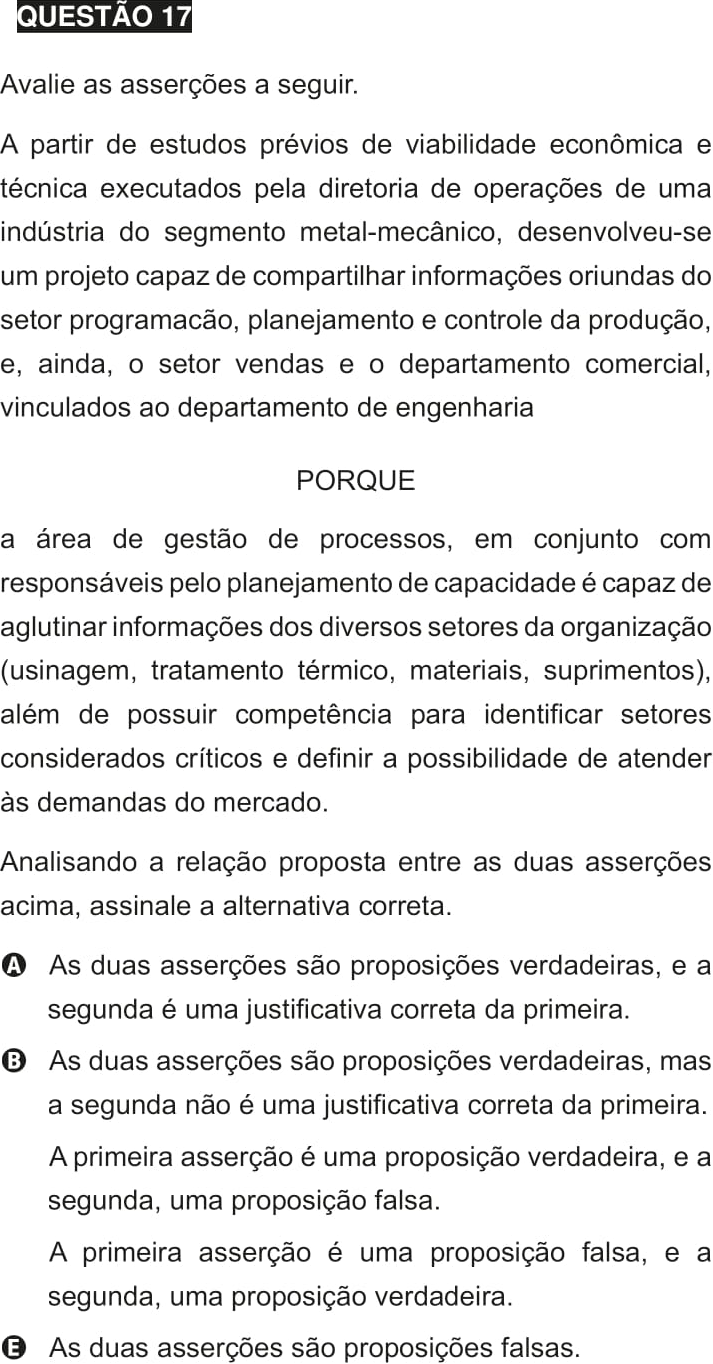 QUESTÃO 17
Avalie as asserções a seguir.
A partir de estudos prévios de viabilidade econômica e
técnica executados pela diretoria de operações de uma
indústria do segmento metal-mecânico, desenvolveu-se
um projeto capaz de compartilhar informações oriundas do
setor programacão, planejamento e controle da produção,
e, ainda, o setor vendas e o departamento comercial,
vinculados ao departamento de engenharia
PORQUE
a área de gestão de processos, em conjunto com
responsáveis pelo planejamento de capacidade é capaz de
aglutinar informações dos diversos setores da organização
(usinagem, tratamento térmico, materiais, suprimentos),
além de possuir competência para identificar setores
considerados críticos e definir a possibilidade de atender
às demandas do mercado.
Analisando a relação proposta entre as duas asserções
acima, assinale a alternativa correta.
A As duas asserções são proposições verdadeiras, e a
segunda é uma justificativa correta da primeira.
B As duas asserções são proposições verdadeiras, mas
a segunda não é uma justificativa correta da primeira.
A primeira asserção é uma proposição verdadeira, e a
segunda, uma proposição falsa.
A primeira asserção é uma proposição falsa, e a
segunda, uma proposição verdadeira.
E As duas asserções são proposições falsas.